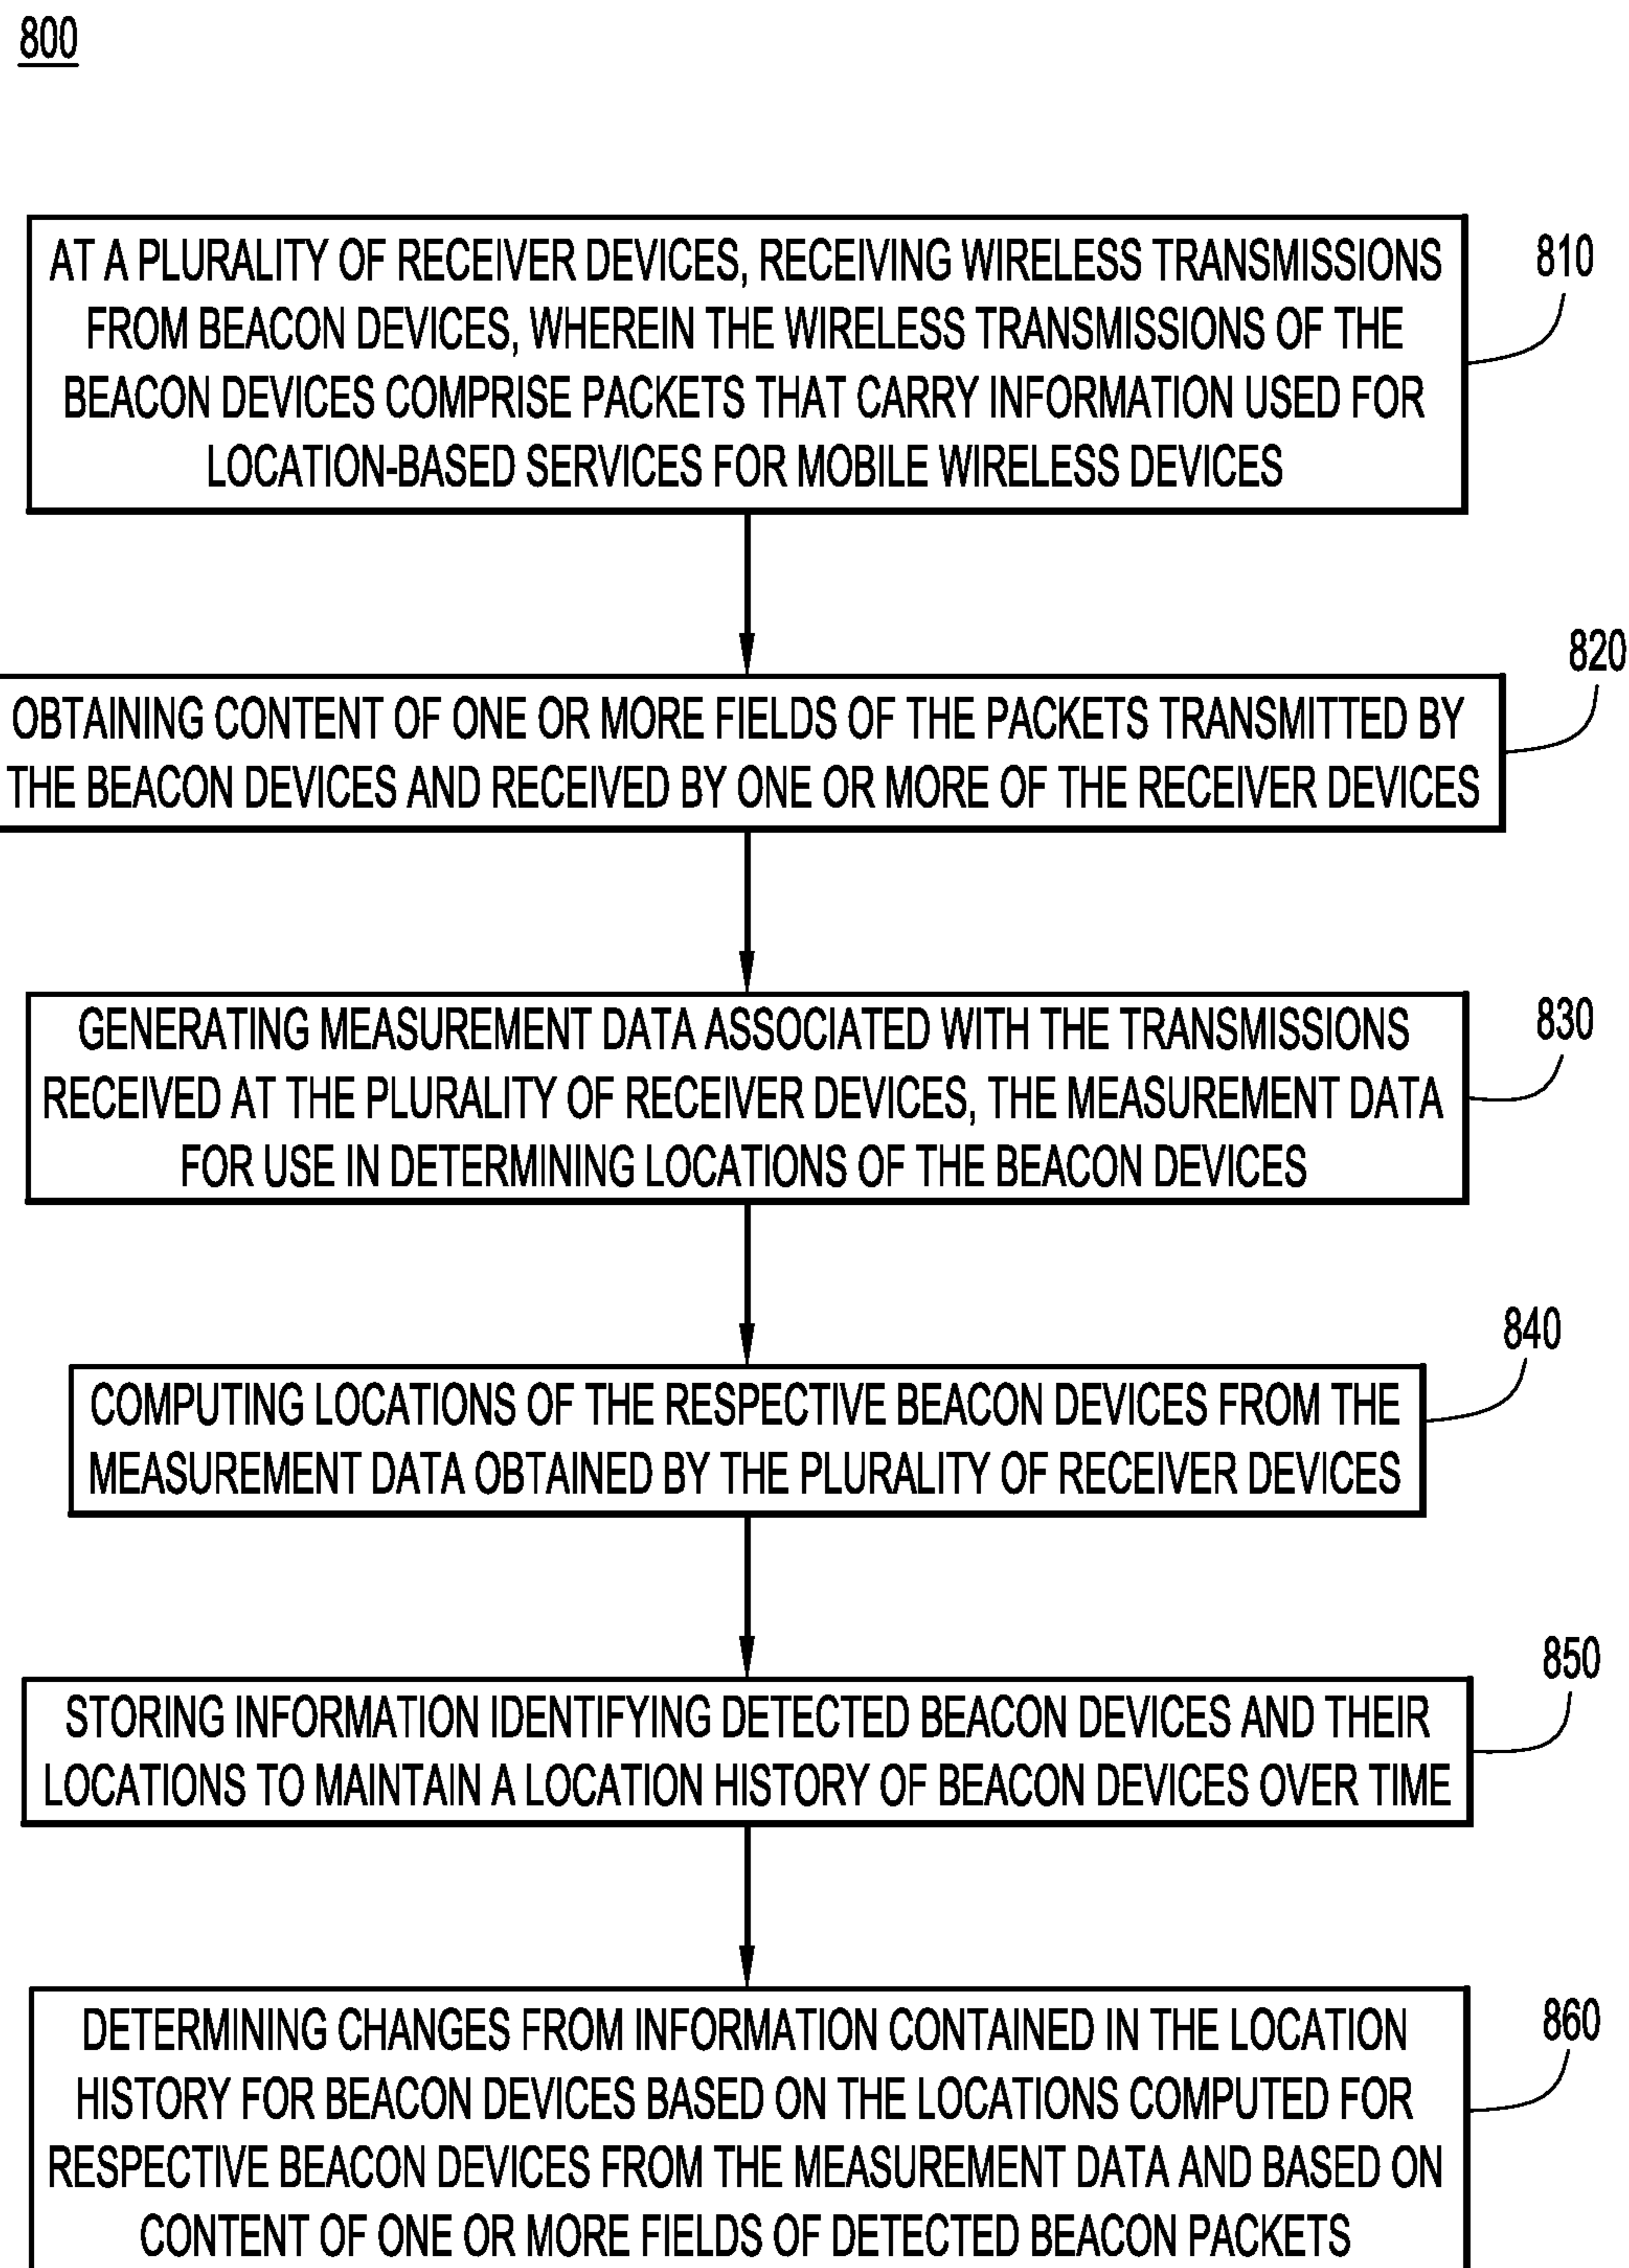 800
AT A PLURALITY OF RECEIVER DEVICES, RECEIVING WIRELESS TRANSMISSIONS
FROM BEACON DEVICES, WHEREIN THE WIRELESS TRANSMISSIONS OF THE
BEACON DEVICES COMPRISE PACKETS THAT CARRY INFORMATION USED FOR
LOCATION-BASED SERVICES FOR MOBILE WIRELESS DEVICES
810
OBTAINING CONTENT OF ONE OR MORE FIELDS OF THE PACKETS TRANSMITTED BY
THE BEACON DEVICES AND RECEIVED BY ONE OR MORE OF THE RECEIVER DEVICES
820
GENERATING MEASUREMENT DATA ASSOCIATED WITH THE TRANSMISSIONS
RECEIVED AT THE PLURALITY OF RECEIVER DEVICES, THE MEASUREMENT DATA
FOR USE IN DETERMINING LOCATIONS OF THE BEACON DEVICES
830
COMPUTING LOCATIONS OF THE RESPECTIVE BEACON DEVICES FROM THE
MEASUREMENT DATA OBTAINED BY THE PLURALITY OF RECEIVER DEVICES
840
STORING INFORMATION IDENTIFYING DETECTED BEACON DEVICES AND THEIR
LOCATIONS TO MAINTAIN A LOCATION HISTORY OF BEACON DEVICES OVER TIME
850
DETERMINING CHANGES FROM INFORMATION CONTAINED IN THE LOCATION
HISTORY FOR BEACON DEVICES BASED ON THE LOCATIONS COMPUTED FOR
RESPECTIVE BEACON DEVICES FROM THE MEASUREMENT DATA AND BASED ON
CONTENT OF ONE OR MORE FIELDS OF DETECTED BEACON PACKETS
860